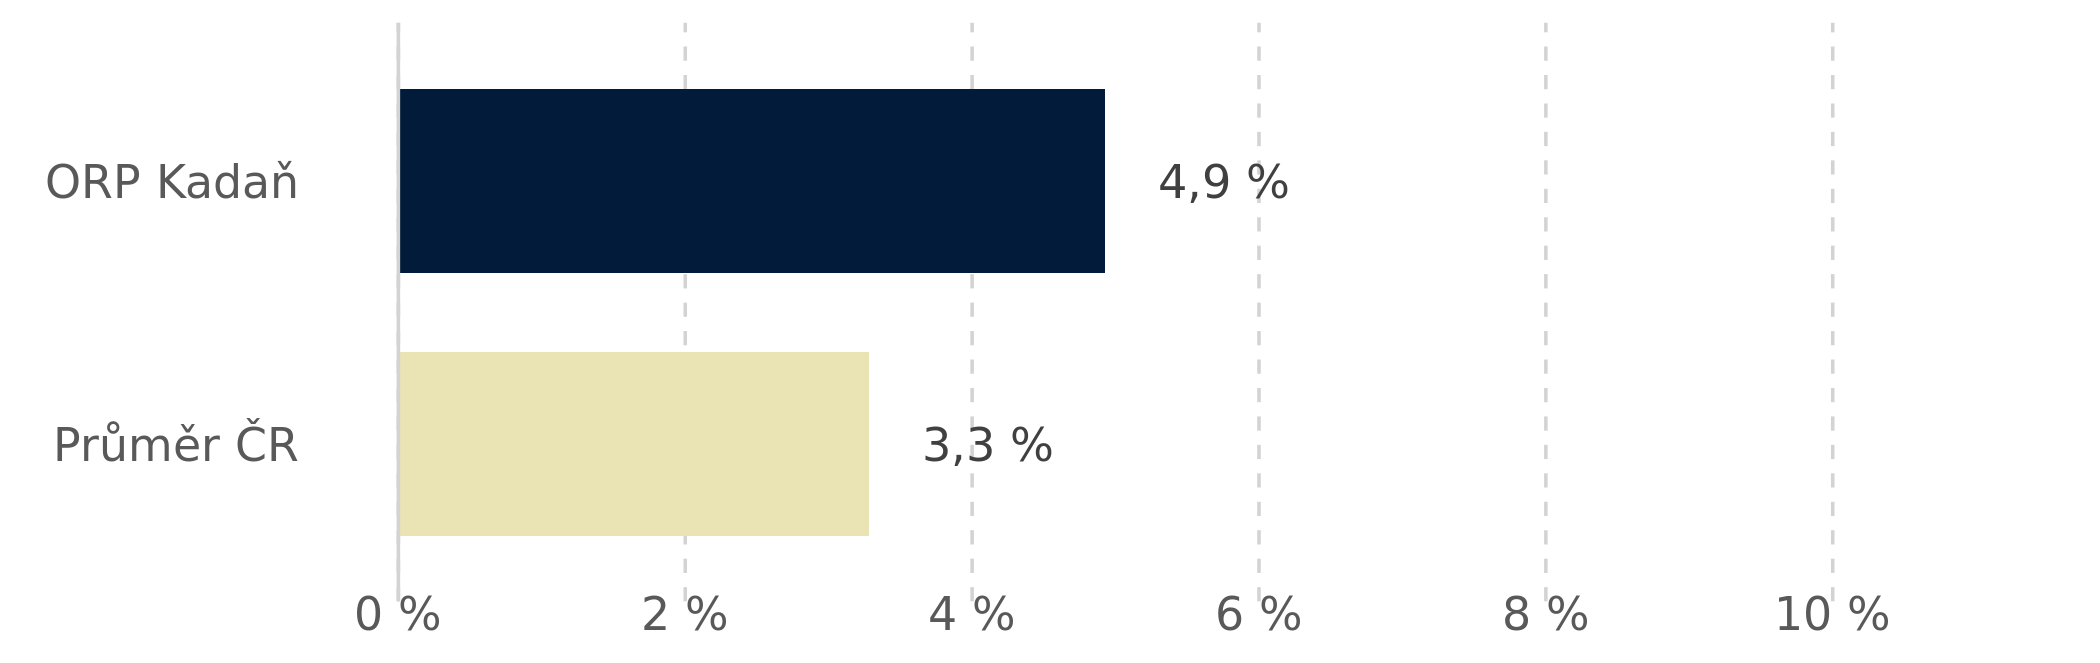 ORP Kadaň 4,9 %
Průměr ČR 3,3 %
0 % 2 % 4 % 6 % 8 % 10 %